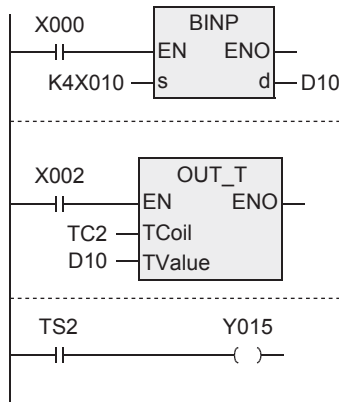 X000 BINP
EN ENO
K4X010 s d D10
X002 OUT_T
EN ENO
TC2 TCoil
D10 TValue
TS2 Y015